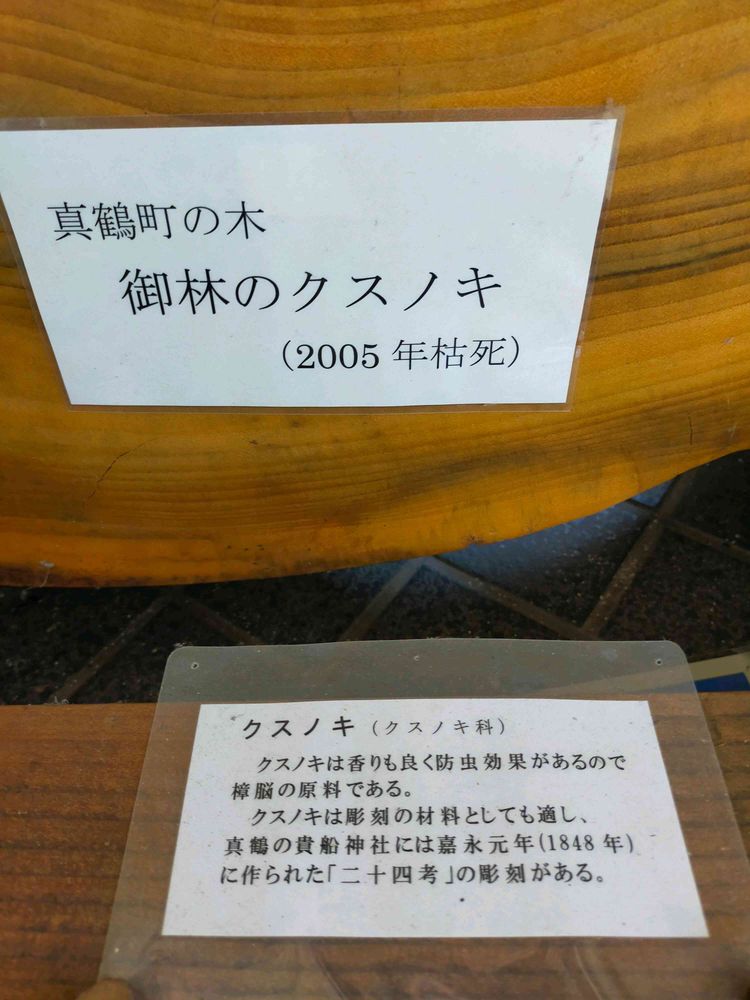 真鶴町の木
御林のクスノキ
（2005 年枯死）
クスノキ（クスノキ科）
クスノキは香りも良く防虫効果があるので
樟脳の原料である。
クスノキは彫刻の材料としても適し、
真鶴の貴船神社には嘉永元年(1848 年)
に作られた「二十四考」の彫刻がある。